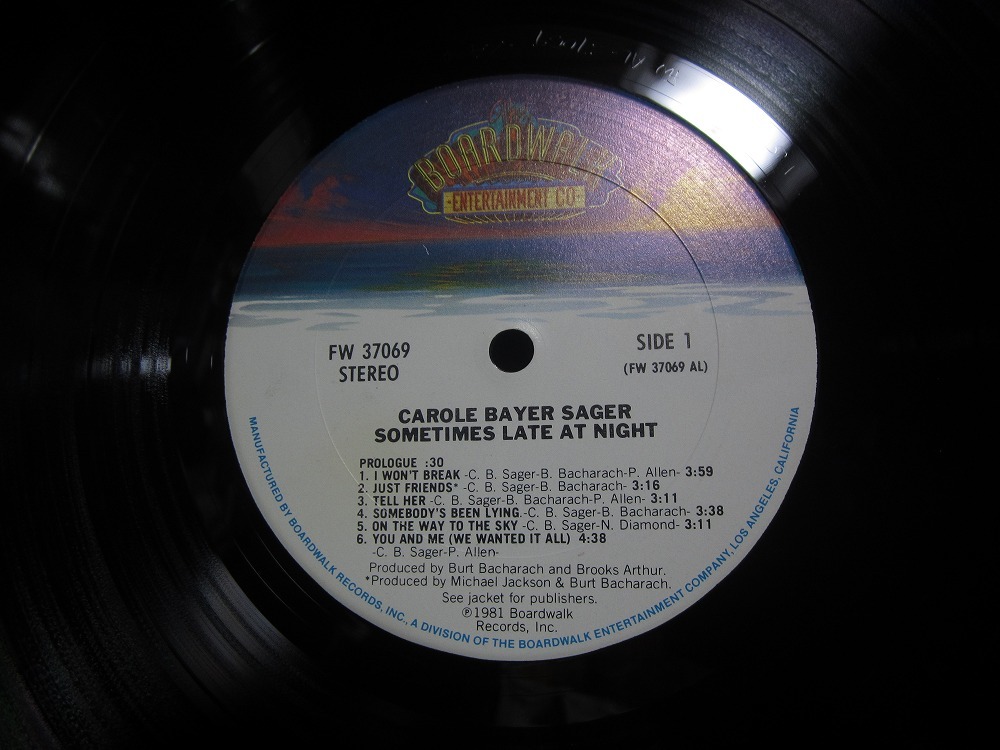 The
BOARDWALK
·ENTERTAINMENT CO·
FW 37069
STEREO
SIDE 1
(FW 37069 AL)
CAROLE BAYER SAGER
SOMETIMES LATE AT NIGHT
PROLOGUE :30
1. I WON'T BREAK -C. B. Sager-B. Bacharach-P. Allen- 3:59
2. JUST FRIENDS* -C. B. Sager-B. Bacharach- 3:16
3. TELL HER -C. B. Sager-B. Bacharach-P. Allen- 3:11
4. SOMEBODY'S BEEN LYING -C. B. Sager-B. Bacharach- 3:38
5. ON THE WAY TO THE SKY -C. B. Sager-N. Diamond- 3:11
6. YOU AND ME (WE WANTED IT ALL) 4:38
-C. B. Sager-P. Allen-
Produced by Burt Bacharach and Brooks Arthur.
*Produced by Michael Jackson & Burt Bacharach.
See jacket for publishers.
℗1981 Boardwalk
Records, Inc.
MANUFACTURED BY BOARDWALK RECORDS, INC., A DIVISION OF THE BOARDWALK ENTERTAINMENT COMPANY, LOS ANGELES, CALIFORNIA